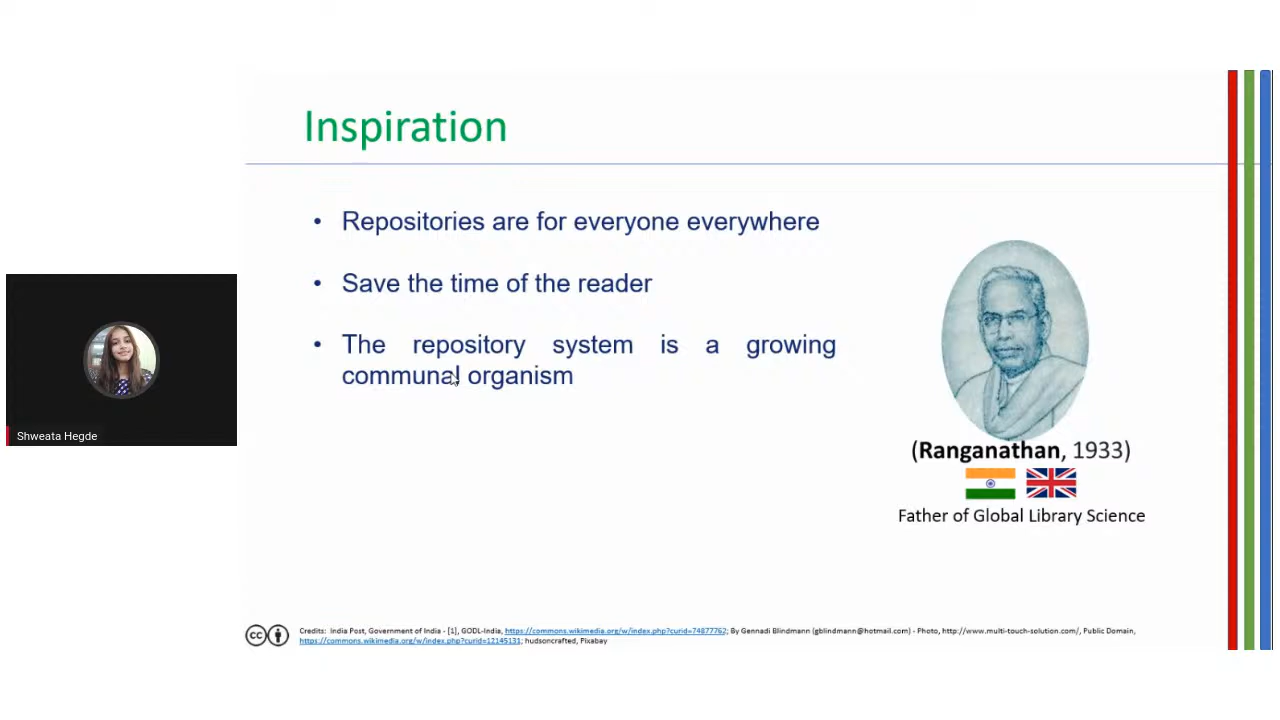 Inspiration
• Repositories are for everyone everywhere
• Save the time of the reader
• The repository system is a growing
communal organism
(Ranganathan, 1933)
Father of Global Library Science
Shweata Hegde
Credits: India Post, Government of India - [1], GODL-India, https://commons.wikimedia.org/w/index.php?curid=74877762; By Gennadi Blindmann (gblindmann@hotmail.com) - Photo, http://www.multi-touch-solution.com/, Public Domain,
https://commons.wikimedia.org/w/index.php?curid=12145131; hudsoncrafted, Pixabay
cc